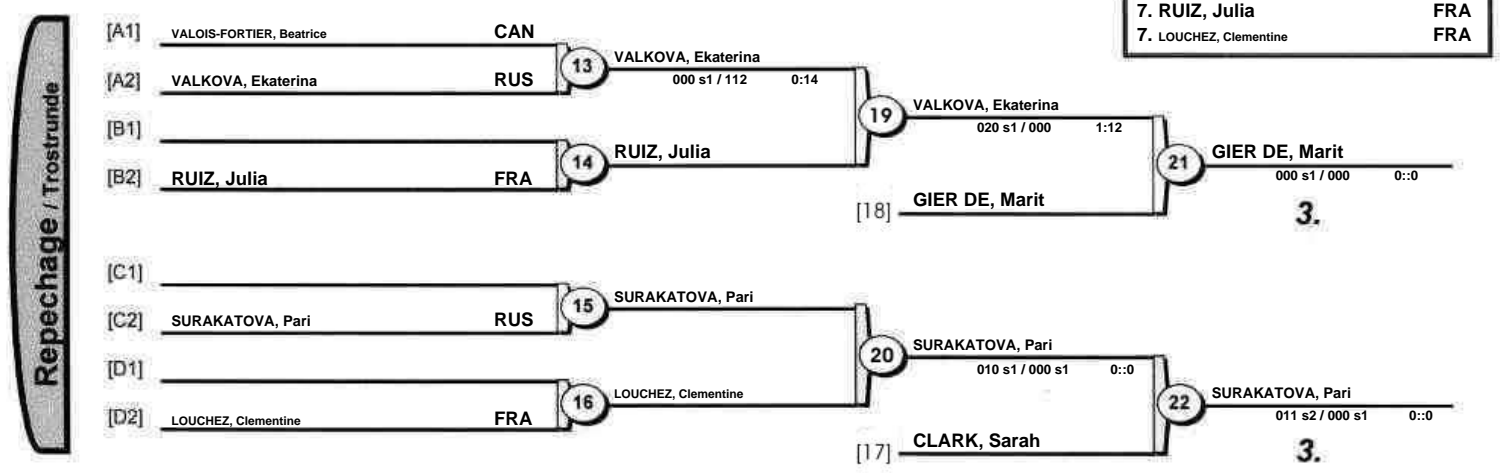 7. RUIZ, Julia FRA
7. LOUCHEZ, Clementine FRA
Repechage / Trostrunde
[A1] VALOIS-FORTIER, Beatrice CAN
[A2] VALKOVA, Ekaterina RUS
13
VALKOVA, Ekaterina
000 s1 / 112 0:14
[B1]
[B2] RUIZ, Julia FRA
14
RUIZ, Julia
19
VALKOVA, Ekaterina
020 s1 / 000 1:12
[18] GIER DE, Marit
21
GIER DE, Marit
000 s1 / 000 0::0
3.
[C1]
[C2] SURAKATOVA, Pari RUS
15
SURAKATOVA, Pari
[D1]
[D2] LOUCHEZ, Clementine FRA
16
LOUCHEZ, Clementine
20
SURAKATOVA, Pari
010 s1 / 000 s1 0::0
[17] CLARK, Sarah
22
SURAKATOVA, Pari
011 s2 / 000 s1 0::0
3.